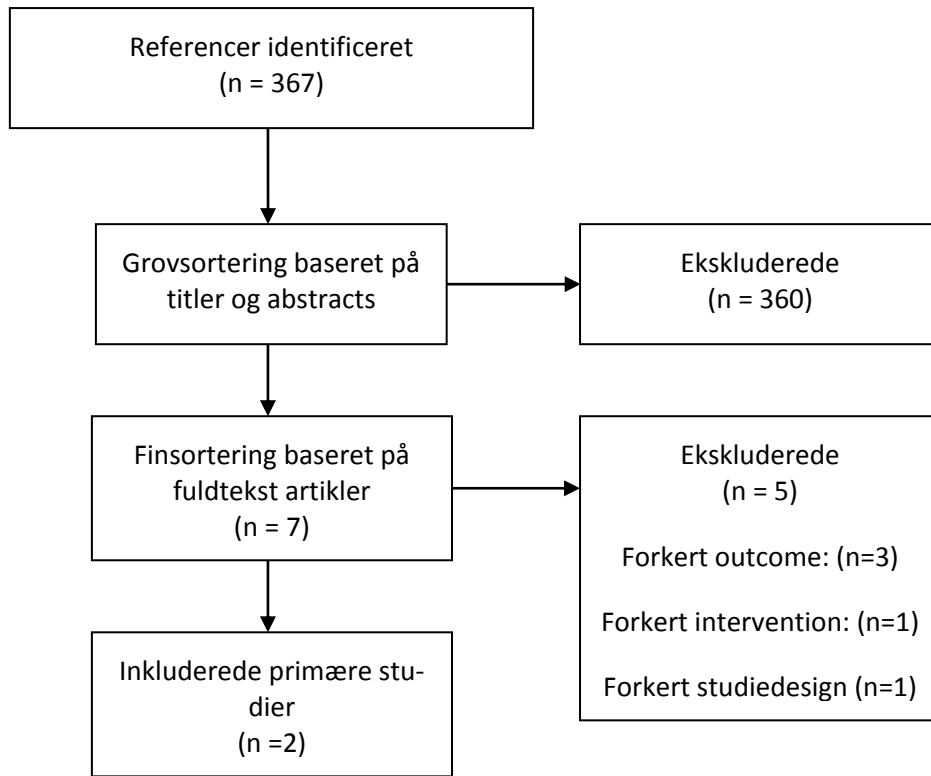 Referencer identificeret
(n = 367)
Grovsortering baseret på
titler og abstracts
Ekskluderede
(n = 360)
Finsortering baseret på
fuldtekst artikler
(n = 7)
Ekskluderede
(n = 5)
Forkert outcome: (n=3)
Forkert intervention: (n=1)
Forkert studiedesign (n=1)
Inkluderede primære stu-
dier
(n =2)